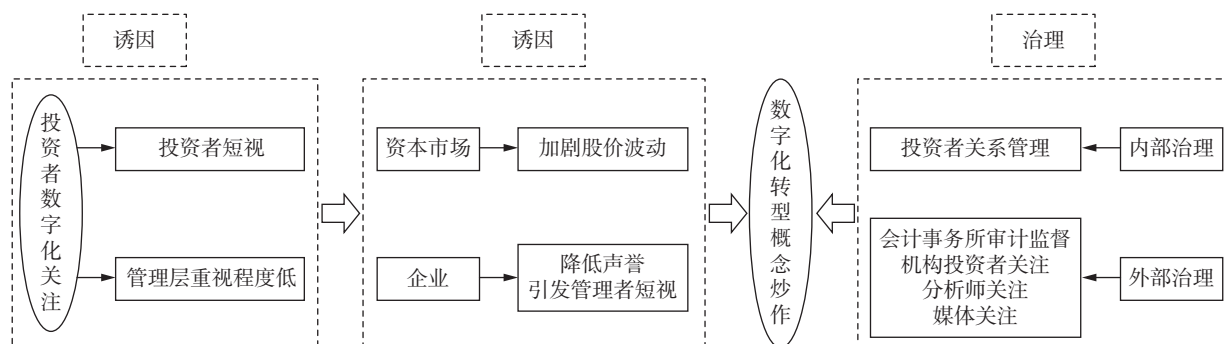 诱因
诱因
治理
投资者数字化关注
投资者短视
管理层重视程度低
资本市场
加剧股价波动
企业
降低声誉
引发管理者短视
数字化转型概念炒作
投资者关系管理
内部治理
会计事务所审计监督
机构投资者关注
分析师关注
媒体关注
外部治理